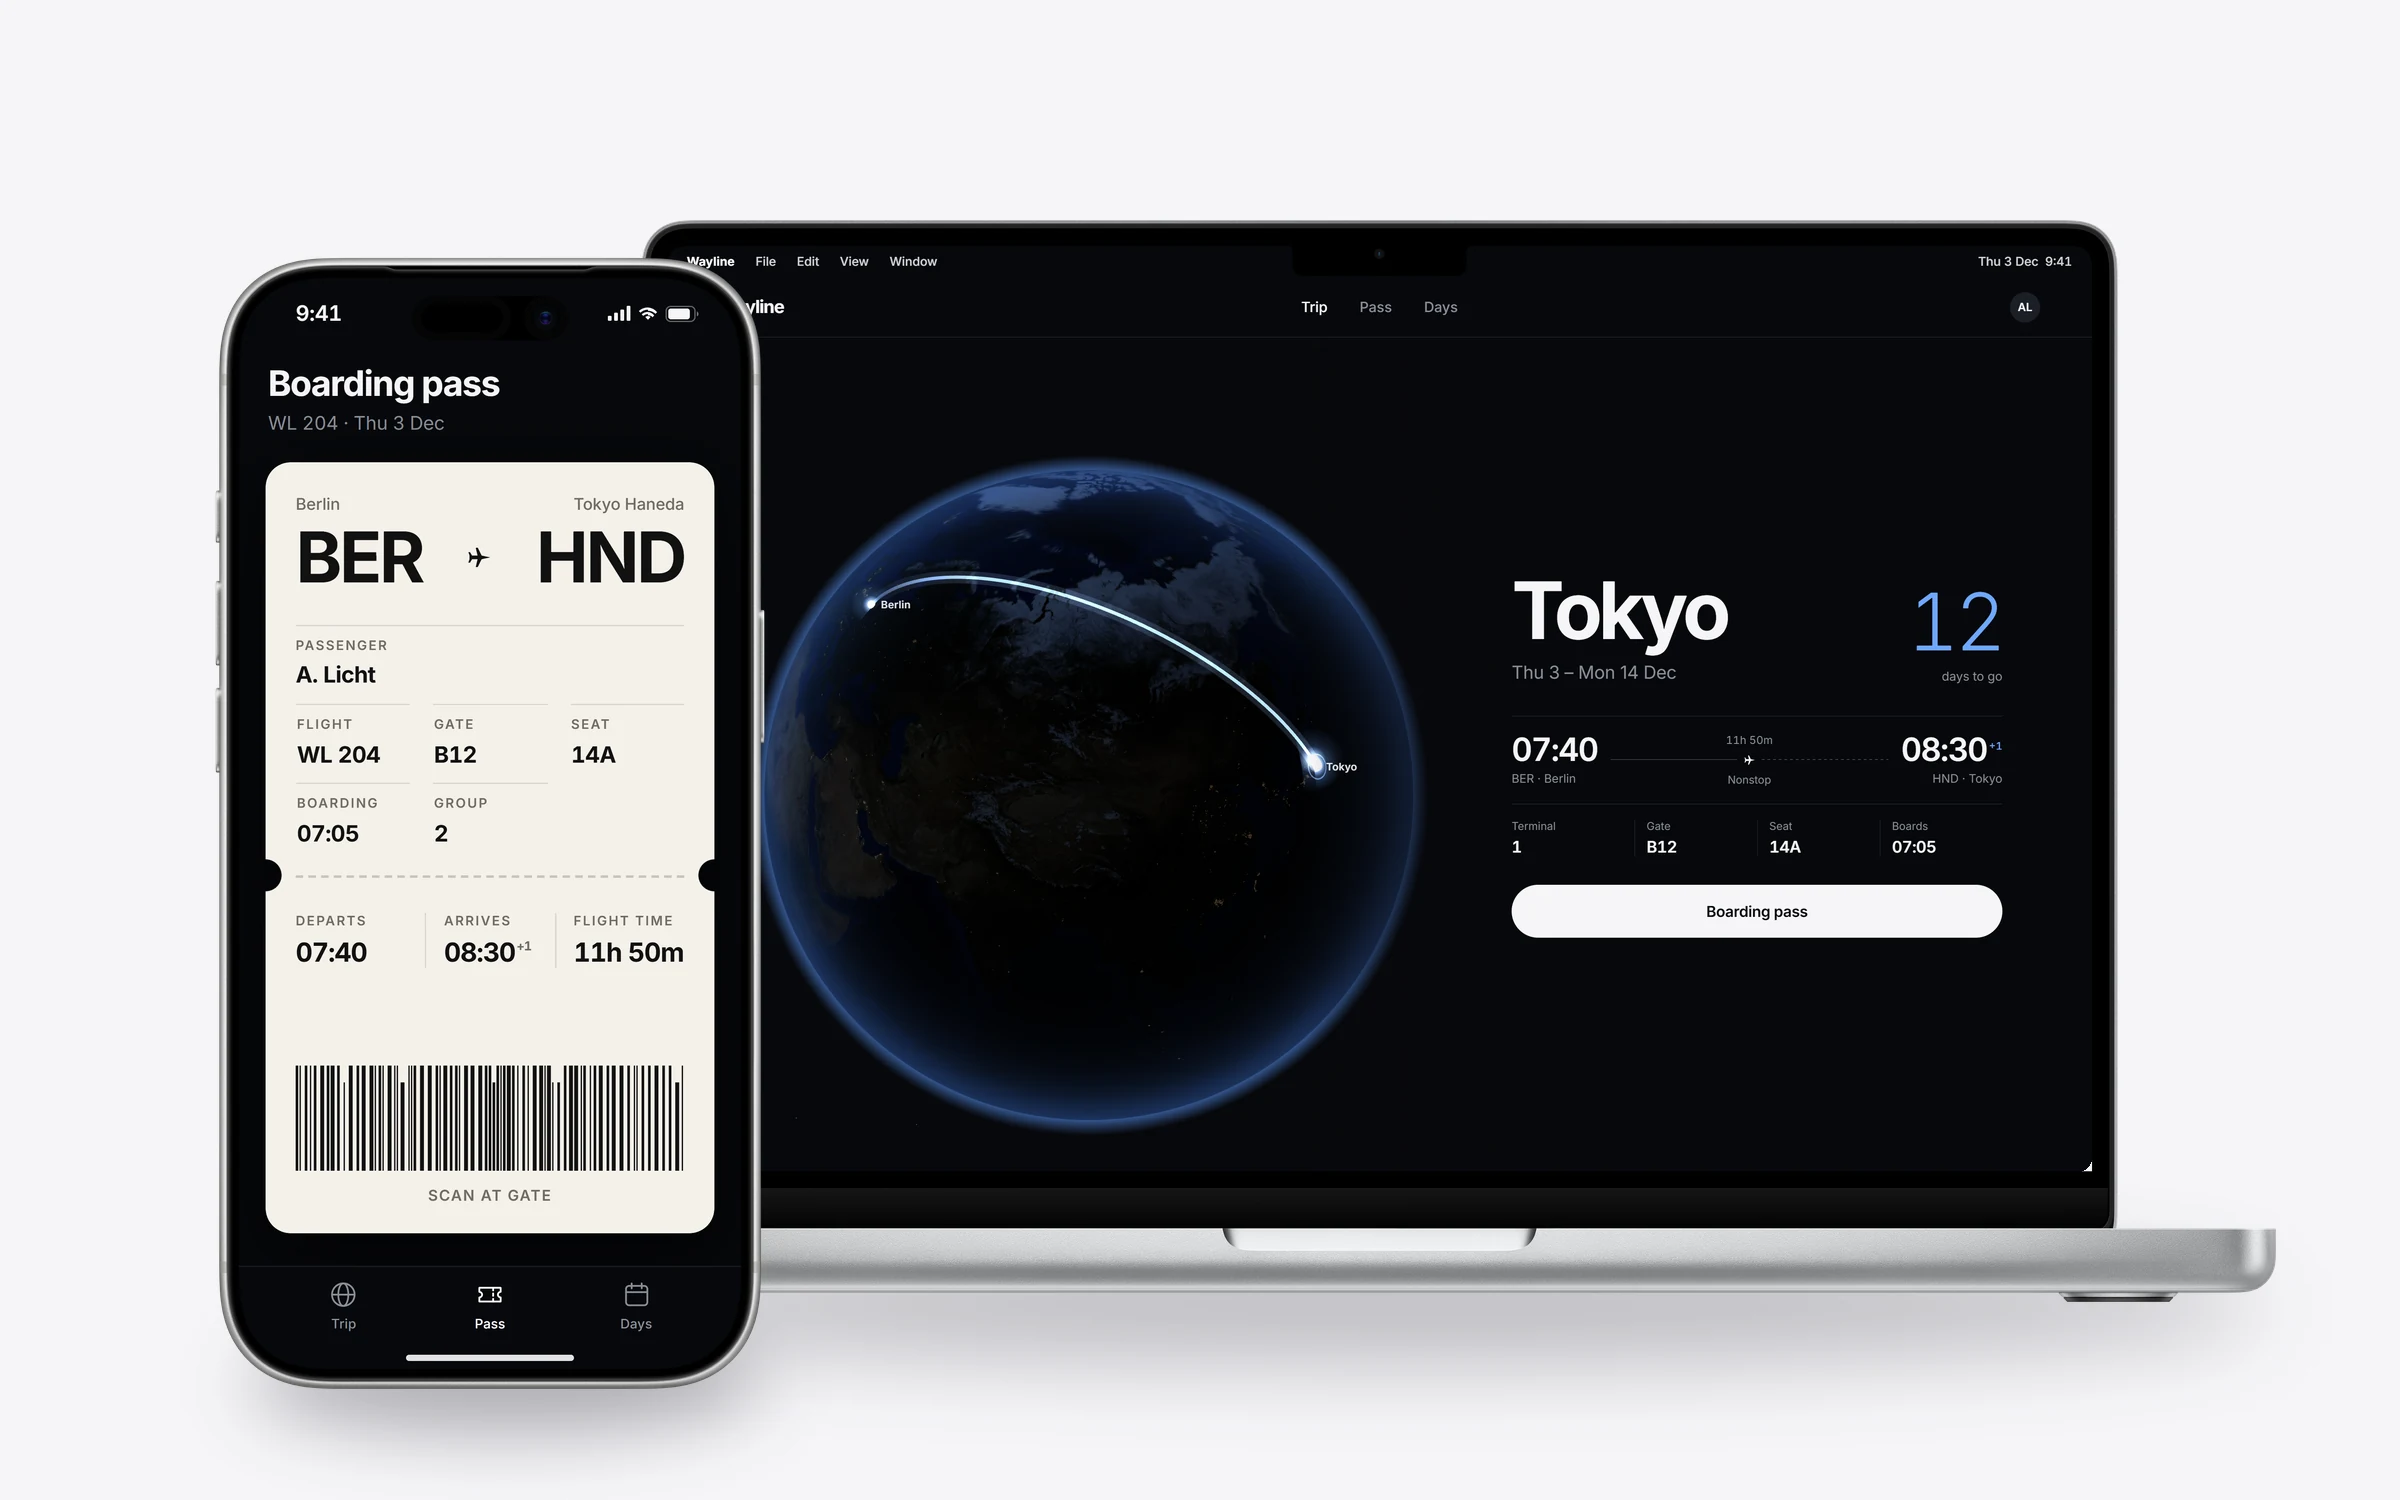 9:41
Boarding pass
WL 204 · Thu 3 Dec
Berlin Tokyo Haneda
BER HND
PASSENGER
A. Licht
FLIGHT GATE SEAT
WL 204 B12 14A
BOARDING GROUP
07:05 2
DEPARTS ARRIVES FLIGHT TIME
07:40 08:30+1 11h 50m
SCAN AT GATE
Trip Pass Days
Wayline File Edit View Window Thu 3 Dec 9:41
yline Trip Pass Days AL
Berlin
Tokyo
Tokyo 12
Thu 3 – Mon 14 Dec days to go
11h 50m
07:40 08:30+1
BER · Berlin Nonstop HND · Tokyo
Terminal Gate Seat Boards
1 B12 14A 07:05
Boarding pass